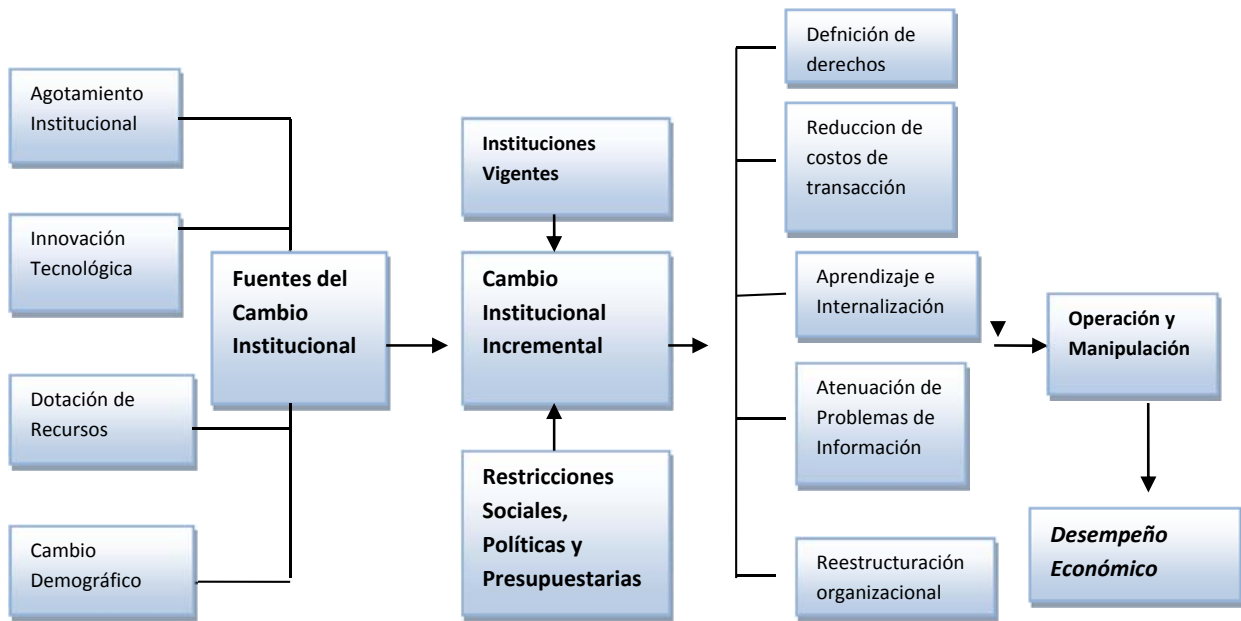 Agotamiento
Institucional
Innovación
Tecnológica
Dotación de
Recursos
Cambio
Demográfico
Fuentes del
Cambio
Institucional
Instituciones
Vigentes
Cambio
Institucional
Incremental
Restricciones
Sociales,
Políticas y
Presupuestarias
Defnición de
derechos
Reduccion de
costos de
transacción
Aprendizaje e
Internalización
Atenuación de
Problemas de
Información
Reestructuración
organizacional
Operación y
Manipulación
Desempeño
Económico